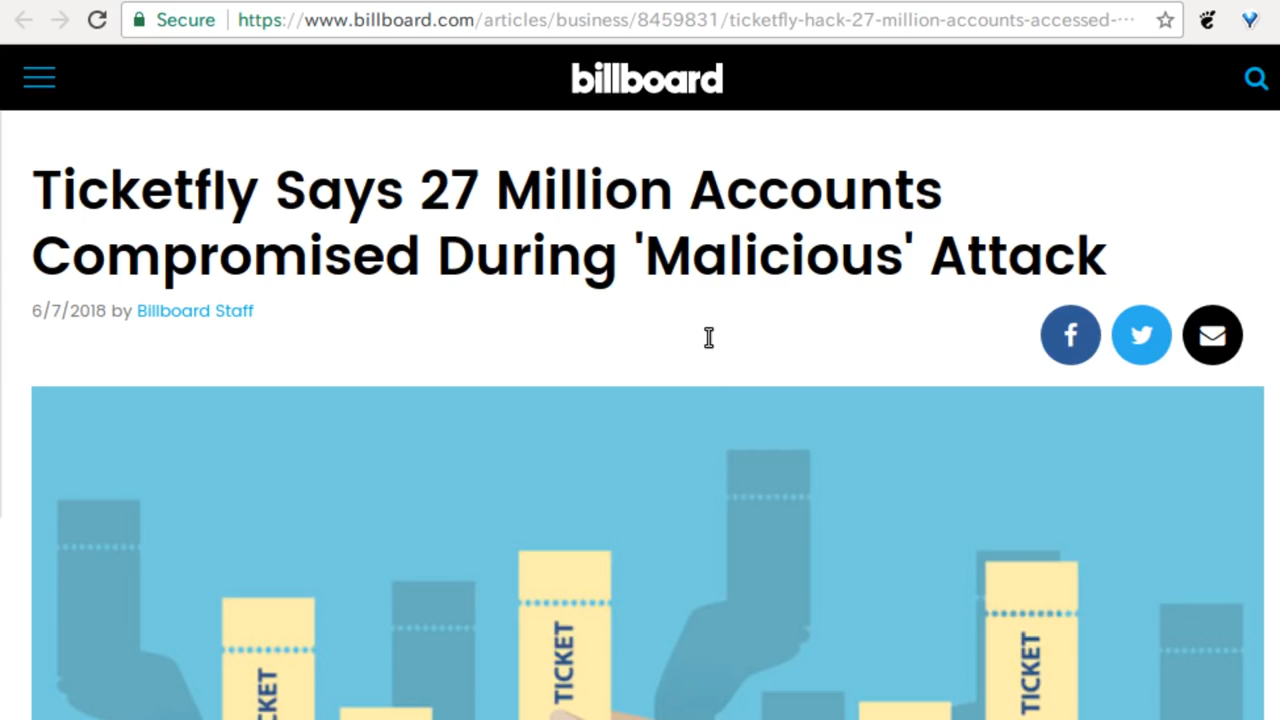 Secure https://www.billboard.com/articles/business/8459831/ticketfly-hack-27-million-accounts-accessed-···
billboard
Ticketfly Says 27 Million Accounts
Compromised During 'Malicious' Attack
6/7/2018 by Billboard Staff
TICKET
TICKET
CKET